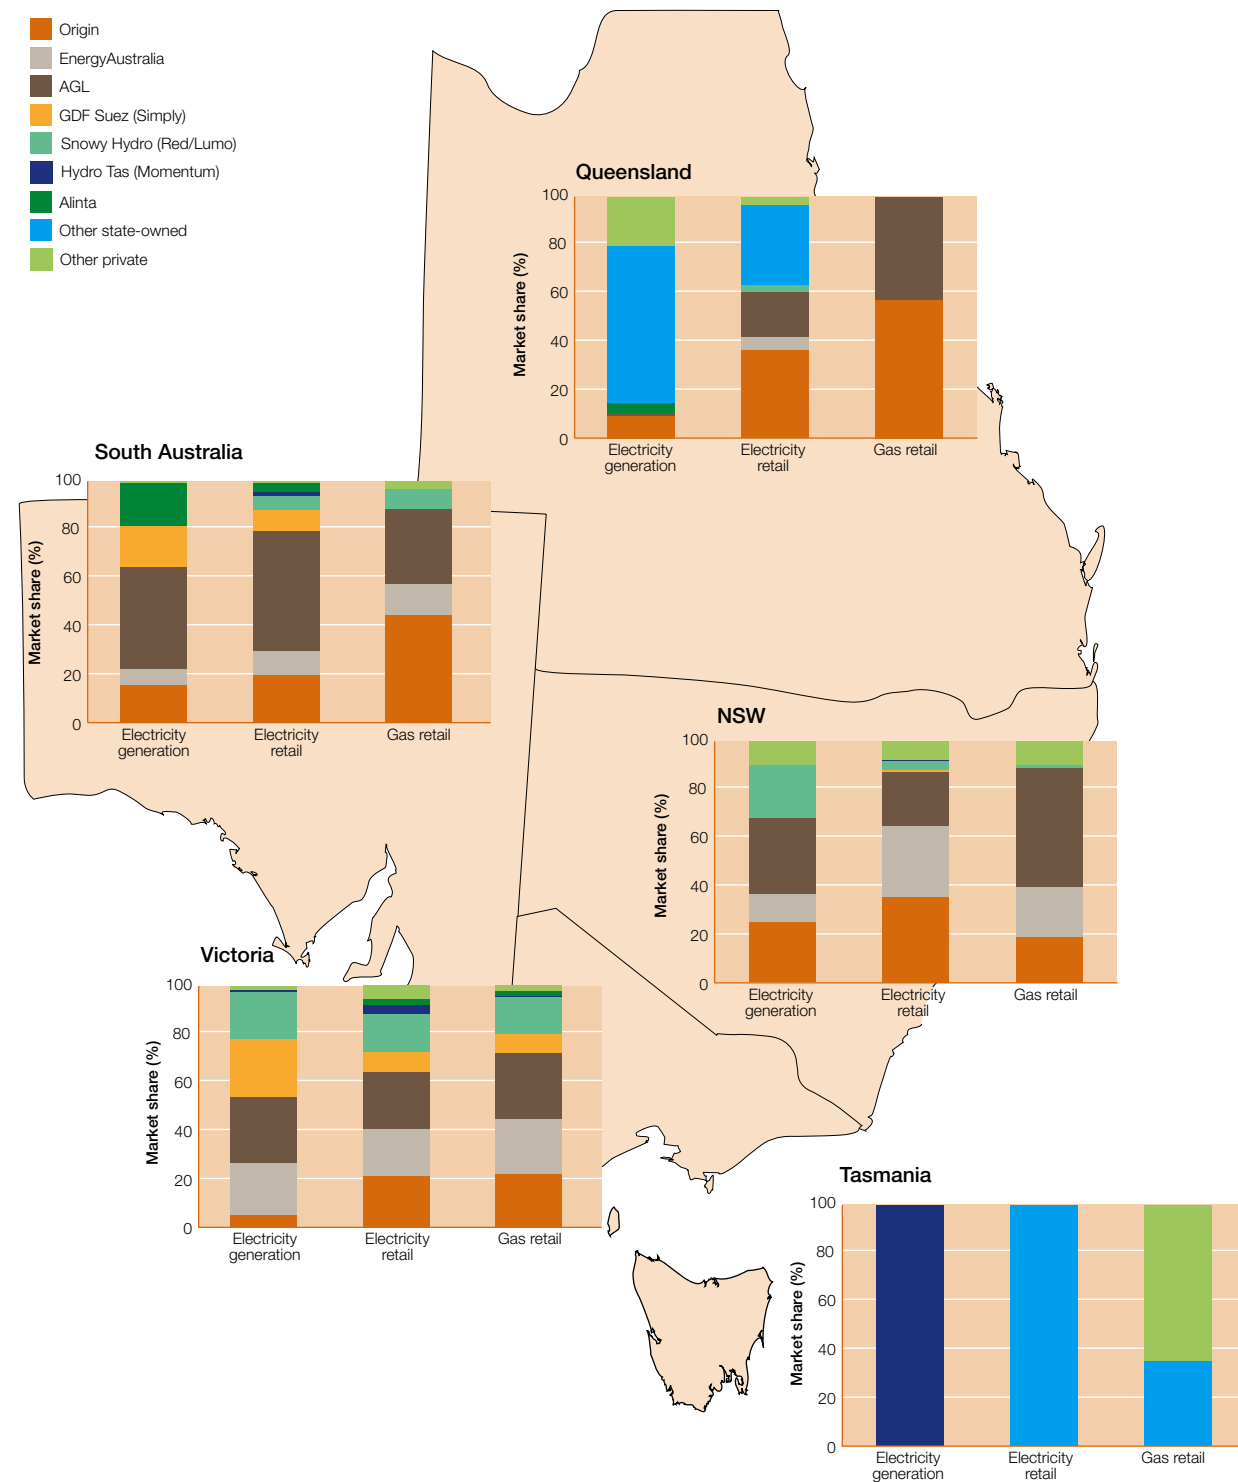 Origin
EnergyAustralia
AGL
GDF Suez (Simply)
Snowy Hydro (Red/Lumo)
Hydro Tas (Momentum)
Alinta
Other state-owned
Other private
Queensland
Market share (%)
100
80
60
40
20
0
Electricity
generation
Electricity
retail
Gas retail
South Australia
Market share (%)
100
80
60
40
20
0
Electricity
generation
Electricity
retail
Gas retail
NSW
Market share (%)
100
80
60
40
20
0
Electricity
generation
Electricity
retail
Gas retail
Victoria
Market share (%)
100
80
60
40
20
0
Electricity
generation
Electricity
retail
Gas retail
Tasmania
Market share (%)
100
80
60
40
20
0
Electricity
generation
Electricity
retail
Gas retail